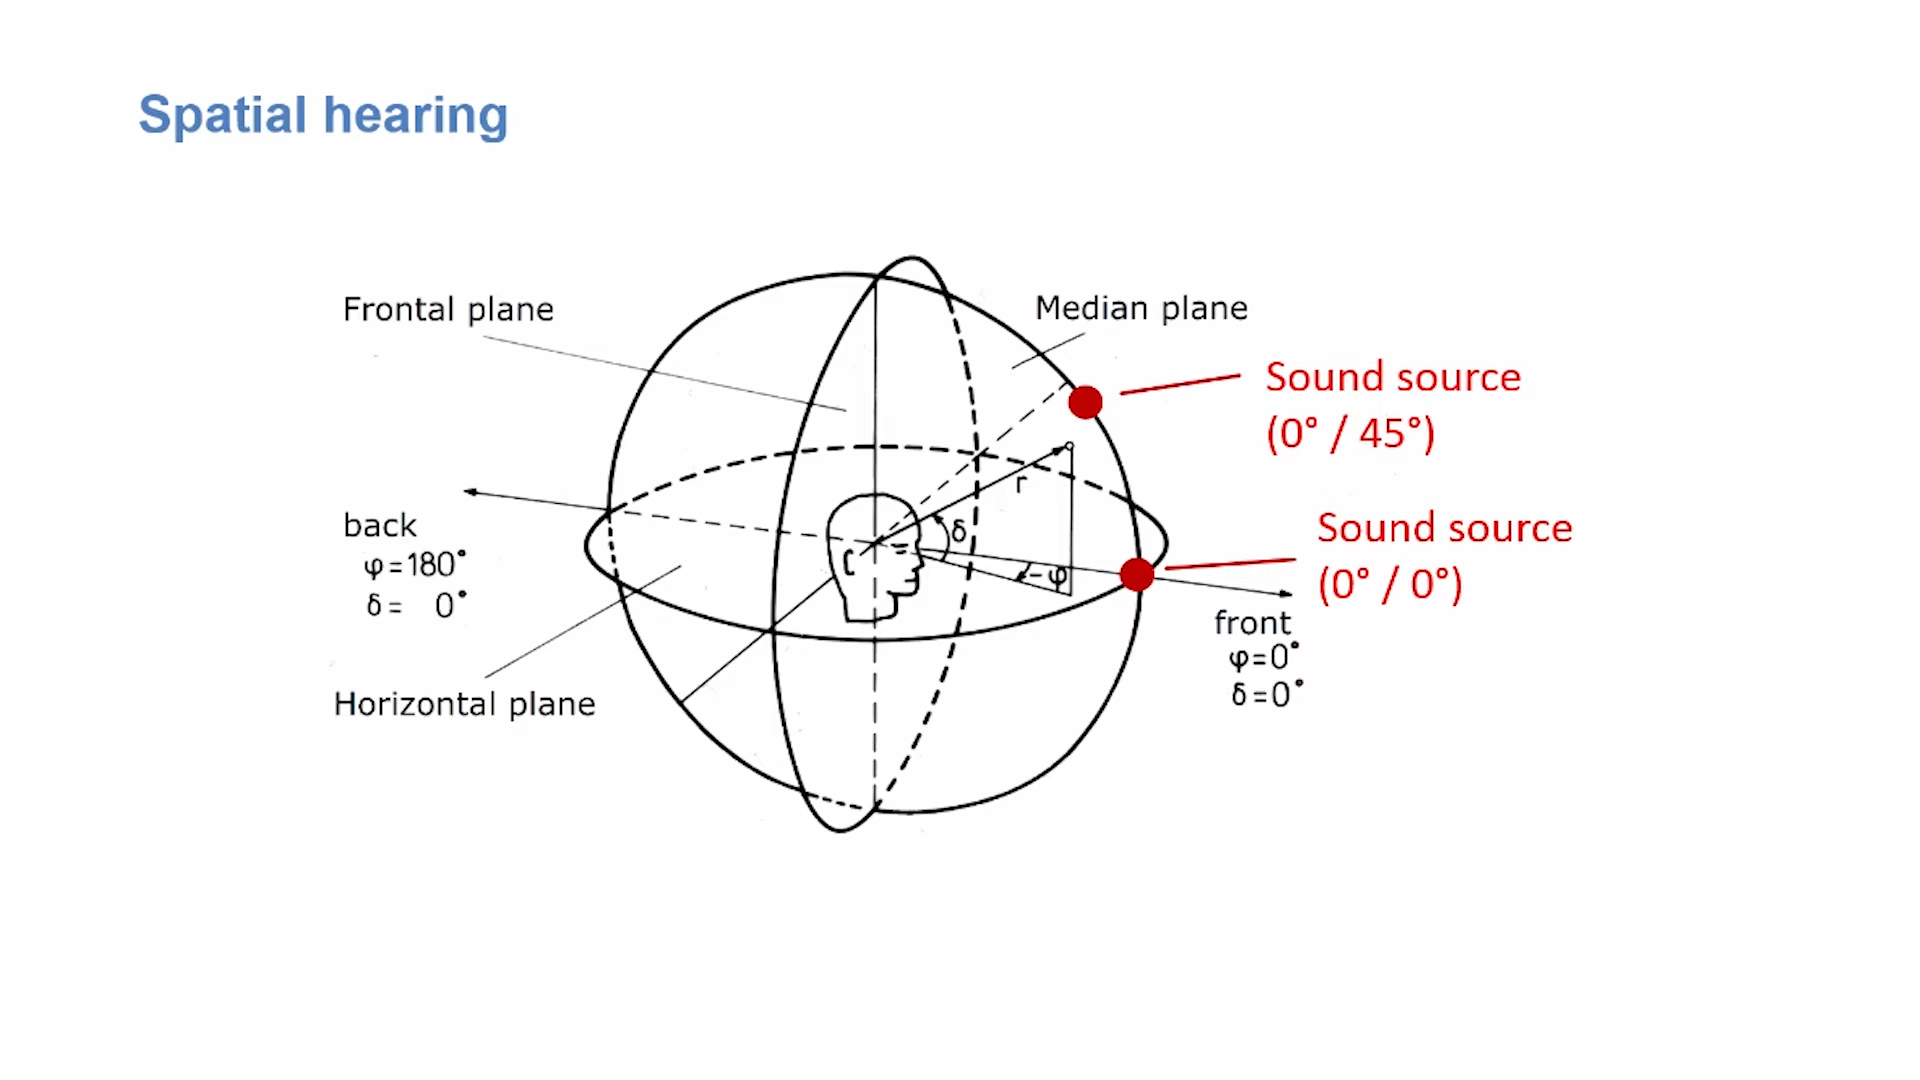 Spatial hearing
Frontal plane
Median plane
Sound source
(0° / 45°)
r
δ
-φ
Sound source
(0° / 0°)
back
φ=180°
δ= 0°
front
φ=0°
δ=0°
Horizontal plane